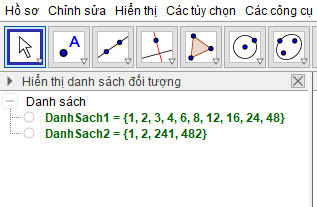 Hồ sơ Chỉnh sửa Hiển thị Các tùy chọn Các công cụ
A
Hiển thị danh sách đối tượng
Danh sách
DanhSach1 = {1, 2, 3, 4, 6, 8, 12, 16, 24, 48}
DanhSach2 = {1, 2, 241, 482}